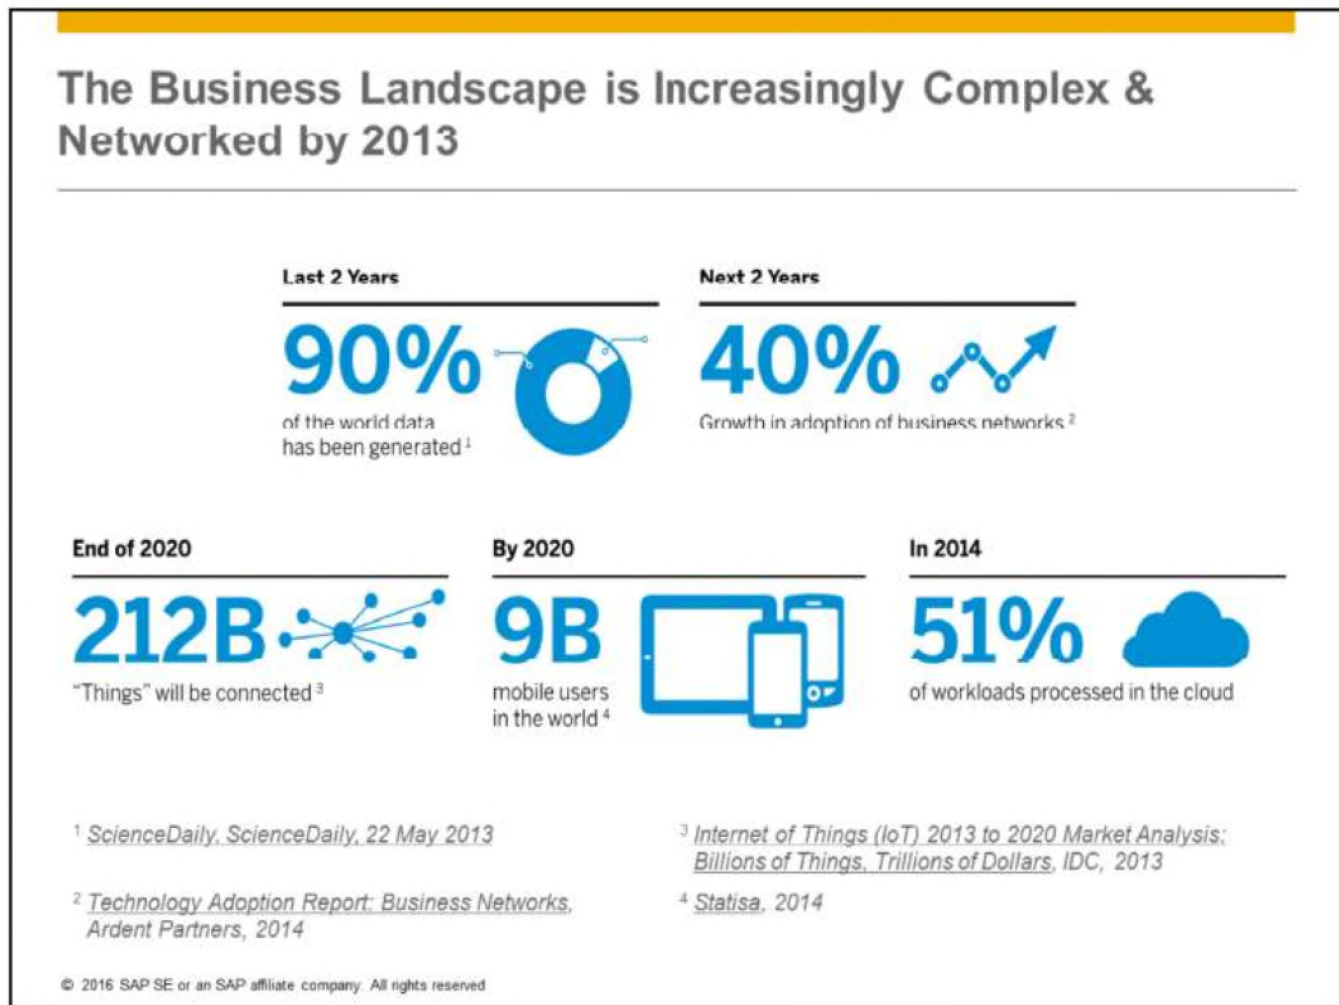 The Business Landscape is Increasingly Complex &
Networked by 2013
Last 2 Years
90%
of the world data
has been generated 1
Next 2 Years
40%
Growth in adoption of business networks 2
End of 2020
212B
"Things" will be connected 3
By 2020
9B
mobile users
in the world 4
In 2014
51%
of workloads processed in the cloud
1 ScienceDaily, ScienceDaily, 22 May 2013
2 Technology Adoption Report: Business Networks,
Ardent Partners, 2014
3 Internet of Things (IoT) 2013 to 2020 Market Analysis;
Billions of Things, Trillions of Dollars, IDC, 2013
4 Statisa, 2014
© 2016 SAP SE or an SAP affiliate company. All rights reserved